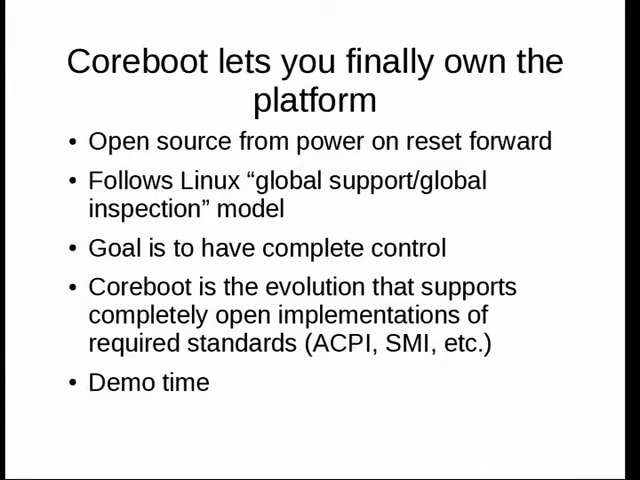 Coreboot lets you finally own the
platform
• Open source from power on reset forward
• Follows Linux “global support/global
inspection” model
• Goal is to have complete control
• Coreboot is the evolution that supports
completely open implementations of
required standards (ACPI, SMI, etc.)
• Demo time